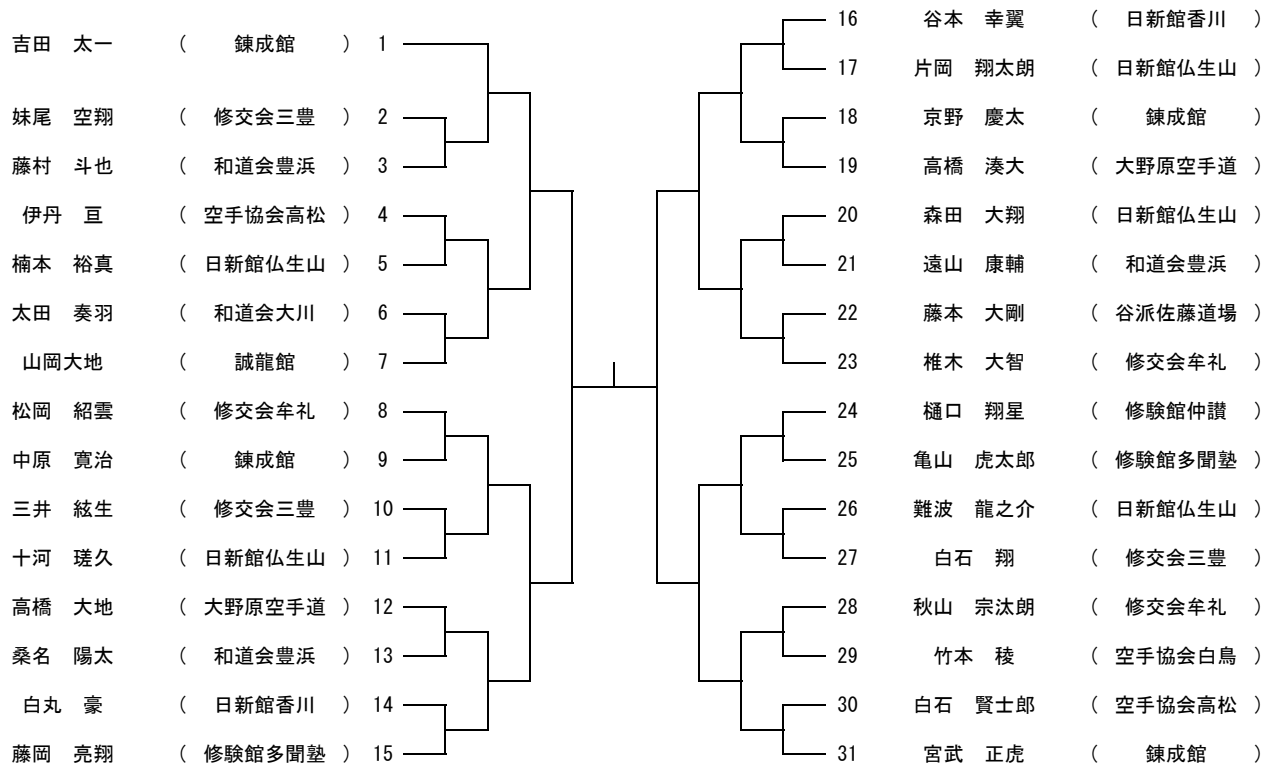 吉田　太一 （ 錬成館 ） 1
妹尾　空翔 （ 修交会三豊 ） 2
藤村　斗也 （ 和道会豊浜 ） 3
伊丹　亘 （ 空手協会高松 ） 4
楠本　裕真 （ 日新館仏生山 ） 5
太田　奏羽 （ 和道会大川 ） 6
山岡大地 （ 誠龍館 ） 7
松岡　紹雲 （ 修交会牟礼 ） 8
中原　寛治 （ 錬成館 ） 9
三井　絃生 （ 修交会三豊 ） 10
十河　瑳久 （ 日新館仏生山 ） 11
高橋　大地 （ 大野原空手道 ） 12
桑名　陽太 （ 和道会豊浜 ） 13
白丸　豪 （ 日新館香川 ） 14
藤岡　亮翔 （ 修験館多聞塾 ） 15
16 谷本　幸翼 （ 日新館香川 ）
17 片岡　翔太朗 （ 日新館仏生山 ）
18 京野　慶太 （ 錬成館 ）
19 高橋　湊大 （ 大野原空手道 ）
20 森田　大翔 （ 日新館仏生山 ）
21 遠山　康輔 （ 和道会豊浜 ）
22 藤本　大剛 （ 谷派佐藤道場 ）
23 椎木　大智 （ 修交会牟礼 ）
24 樋口　翔星 （ 修験館仲讃 ）
25 亀山　虎太郎 （ 修験館多聞塾 ）
26 難波　龍之介 （ 日新館仏生山 ）
27 白石　翔 （ 修交会三豊 ）
28 秋山　宗汰朗 （ 修交会牟礼 ）
29 竹本　稜 （ 空手協会白鳥 ）
30 白石　賢士郎 （ 空手協会高松 ）
31 宮武　正虎 （ 錬成館 ）